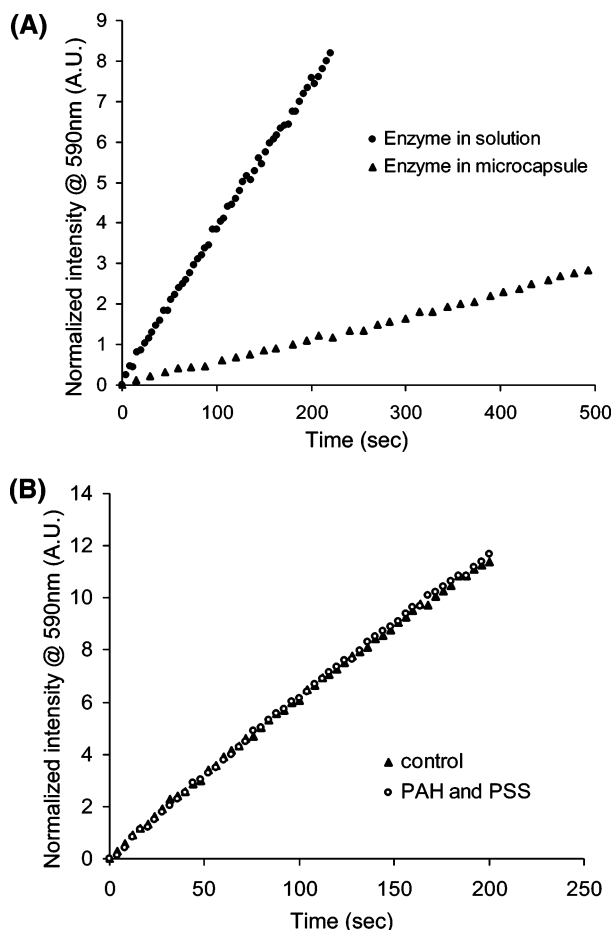 (A)
Normalized intensity @ 590nm (A.U.)
9
8
7
6
5
4
3
2
1
0
Enzyme in solution
Enzyme in microcapsule
0 100 200 300 400 500
Time (sec)
(B)
Normalized intensity @ 590nm (A.U.)
14
12
10
8
6
4
2
0
control
PAH and PSS
0 50 100 150 200 250
Time (sec)